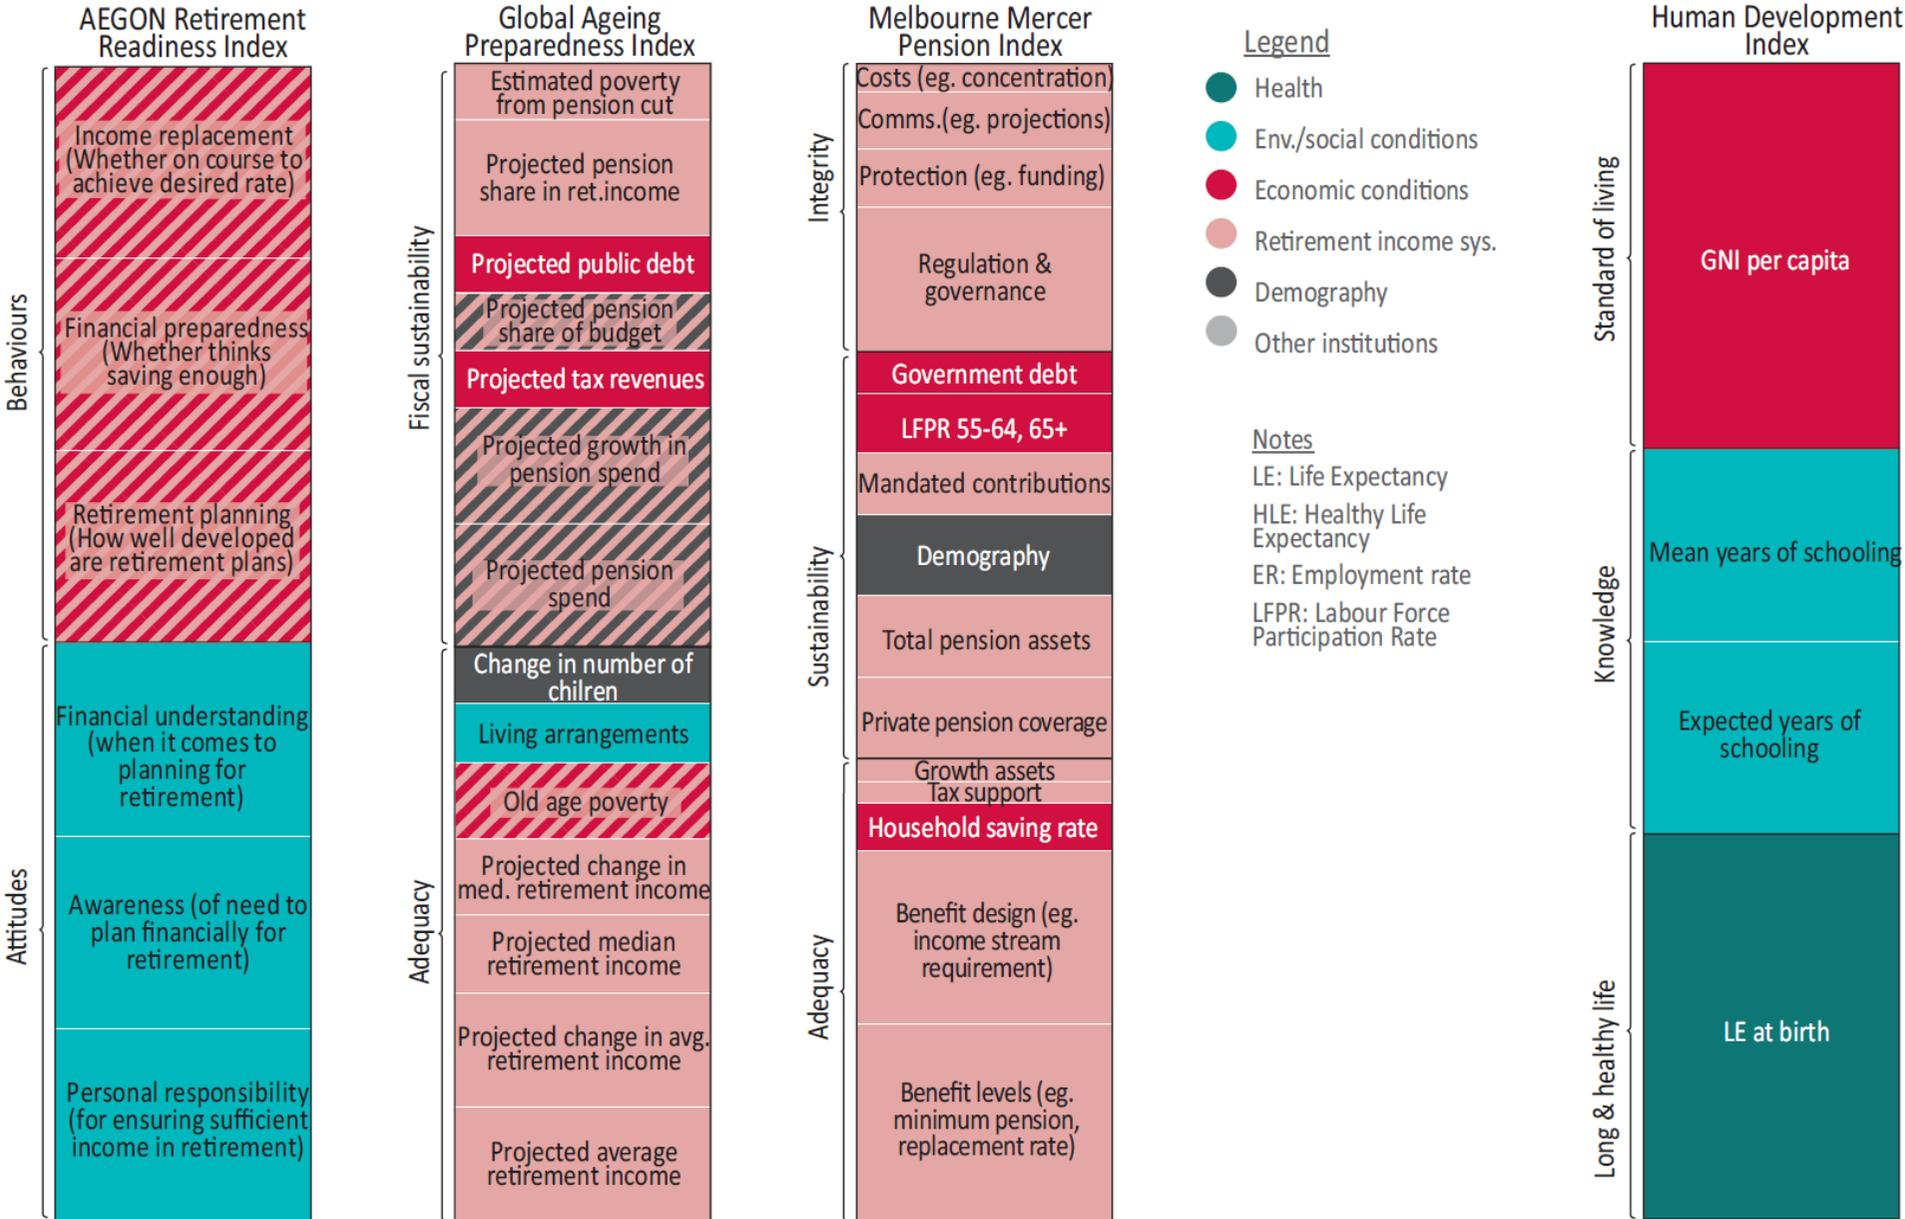 AEGON Retirement
Readiness Index
Behaviours
Income replacement
(Whether on course to
achieve desired rate)
Financial preparedness
(Whether thinks
saving enough)
Retirement planning
(How well developed
are retirement plans)
Attitudes
Financial understanding
(when it comes to
planning for
retirement)
Awareness (of need to
plan financially for
retirement)
Personal responsibility
(for ensuring sufficient
income in retirement)
Global Ageing
Preparedness Index
Fiscal sustainability
Estimated poverty
from pension cut
Projected pension
share in ret.income
Projected public debt
Projected pension
share of budget
Projected tax revenues
Projected growth in
pension spend
Projected pension
spend
Adequacy
Change in number of
chilren
Living arrangements
Old age poverty
Projected change in
med. retirement income
Projected median
retirement income
Projected change in avg.
retirement income
Projected average
retirement income
Melbourne Mercer
Pension Index
Integrity
Costs (eg. concentration)
Comms.(eg. projections)
Protection (eg. funding)
Regulation &
governance
Sustainability
Government debt
LFPR 55-64, 65+
Mandated contributions
Demography
Total pension assets
Private pension coverage
Adequacy
Growth assets
Tax support
Household saving rate
Benefit design (eg.
income stream
requirement)
Benefit levels (eg.
minimum pension,
replacement rate)
Legend
Health
Env./social conditions
Economic conditions
Retirement income sys.
Demography
Other institutions
Notes
LE: Life Expectancy
HLE: Healthy Life
Expectancy
ER: Employment rate
LFPR: Labour Force
Participation Rate
Human Development
Index
Standard of living
GNI per capita
Knowledge
Mean years of schooling
Expected years of
schooling
Long & healthy life
LE at birth